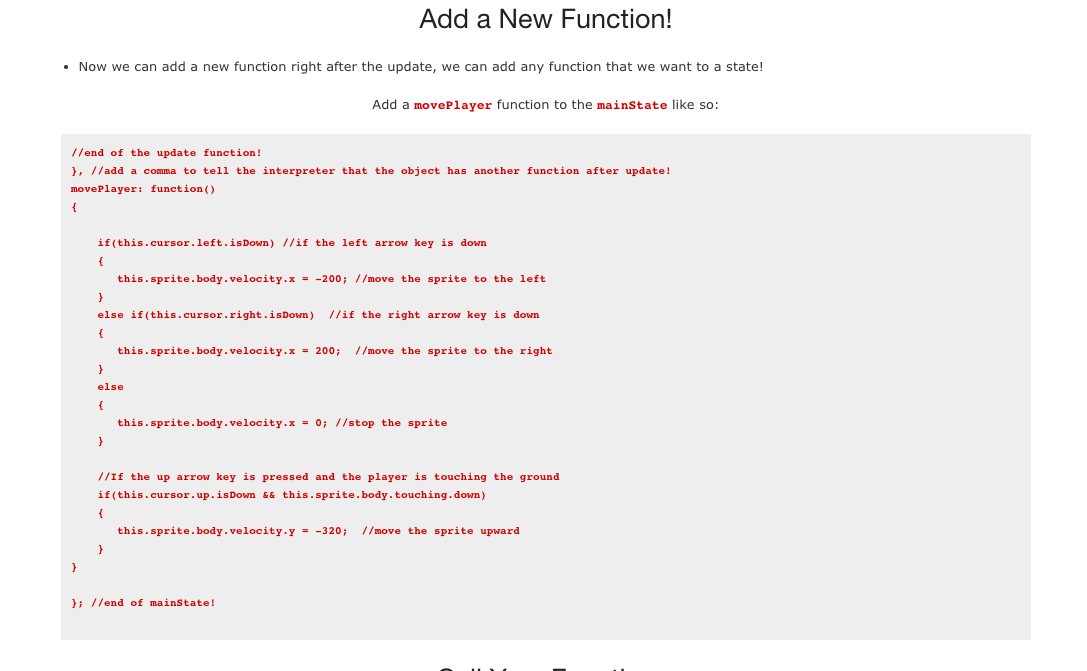 Add a New Function!
• Now we can add a new function right after the update, we can add any function that we want to a state!
Add a movePlayer function to the mainState like so:
//end of the update function!
}, //add a comma to tell the interpreter that the object has another function after update!
movePlayer: function()
{
if(this.cursor.left.isDown) //if the left arrow key is down
{
this.sprite.body.velocity.x = -200; //move the sprite to the left
}
else if(this.cursor.right.isDown)  //if the right arrow key is down
{
this.sprite.body.velocity.x = 200;  //move the sprite to the right
}
else
{
this.sprite.body.velocity.x = 0; //stop the sprite
}
//If the up arrow key is pressed and the player is touching the ground
if(this.cursor.up.isDown && this.sprite.body.touching.down)
{
this.sprite.body.velocity.y = -320;  //move the sprite upward
}
}
}; //end of mainState!